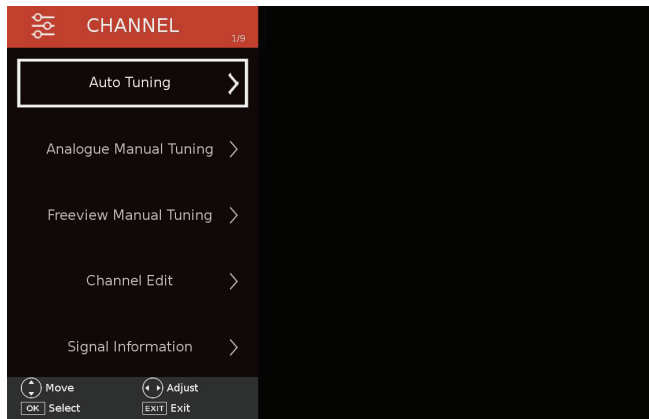 CHANNEL
1/9
Auto Tuning
Analogue Manual Tuning
Freeview Manual Tuning
Channel Edit
Signal Information
Move Adjust
OK Select EXIT Exit